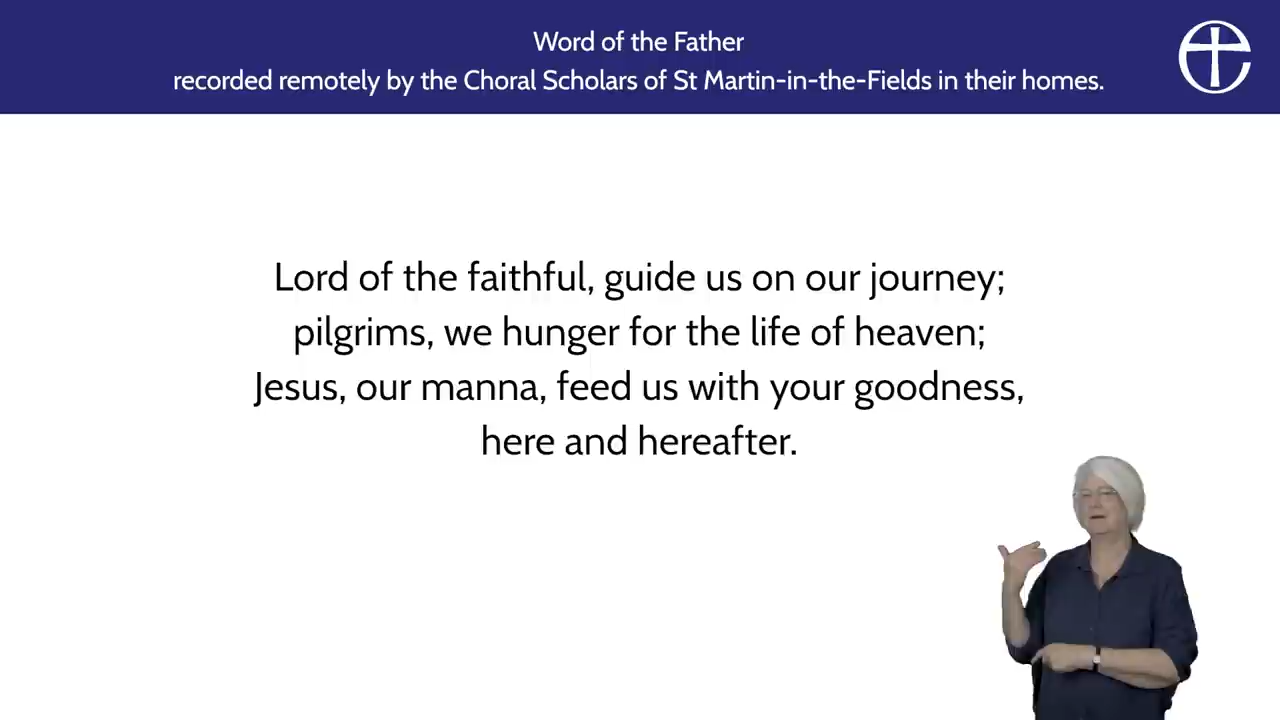 Word of the Father
recorded remotely by the Choral Scholars of St Martin-in-the-Fields in their homes.
Lord of the faithful, guide us on our journey;
pilgrims, we hunger for the life of heaven;
Jesus, our manna, feed us with your goodness,
here and hereafter.